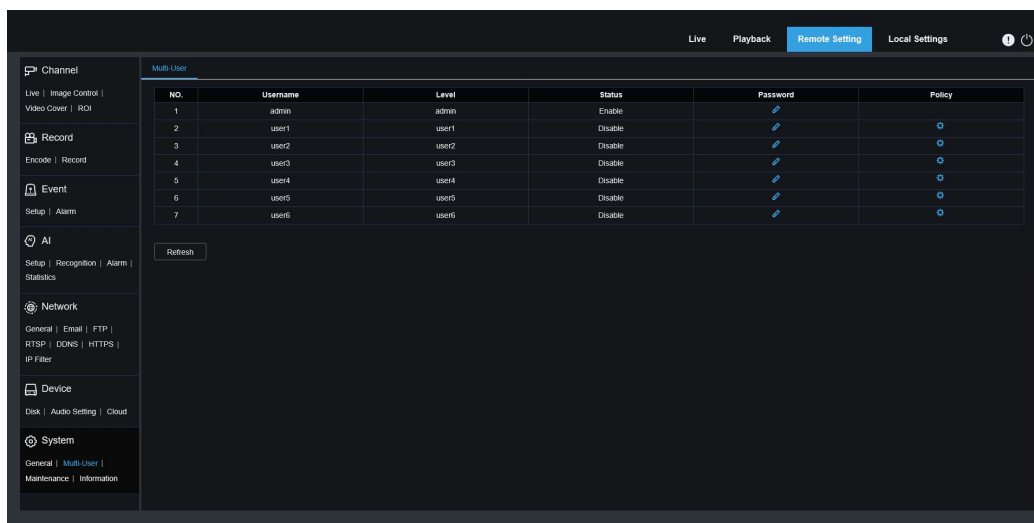 Live Playback Remote Setting Local Settings
Channel
Live | Image Control |
Video Cover | ROI
Record
Encode | Record
Event
Setup | Alarm
AI
Setup | Recognition | Alarm |
Statistics
Network
General | Email | FTP |
RTSP | DDNS | HTTPS |
IP Filter
Device
Disk | Audio Setting | Cloud
System
General | Multi-User |
Maintenance | Information
Multi-User
NO. Username Level Status Password Policy
1 admin admin Enable
2 user1 user1 Disable
3 user2 user2 Disable
4 user3 user3 Disable
5 user4 user4 Disable
6 user5 user5 Disable
7 user6 user6 Disable
Refresh